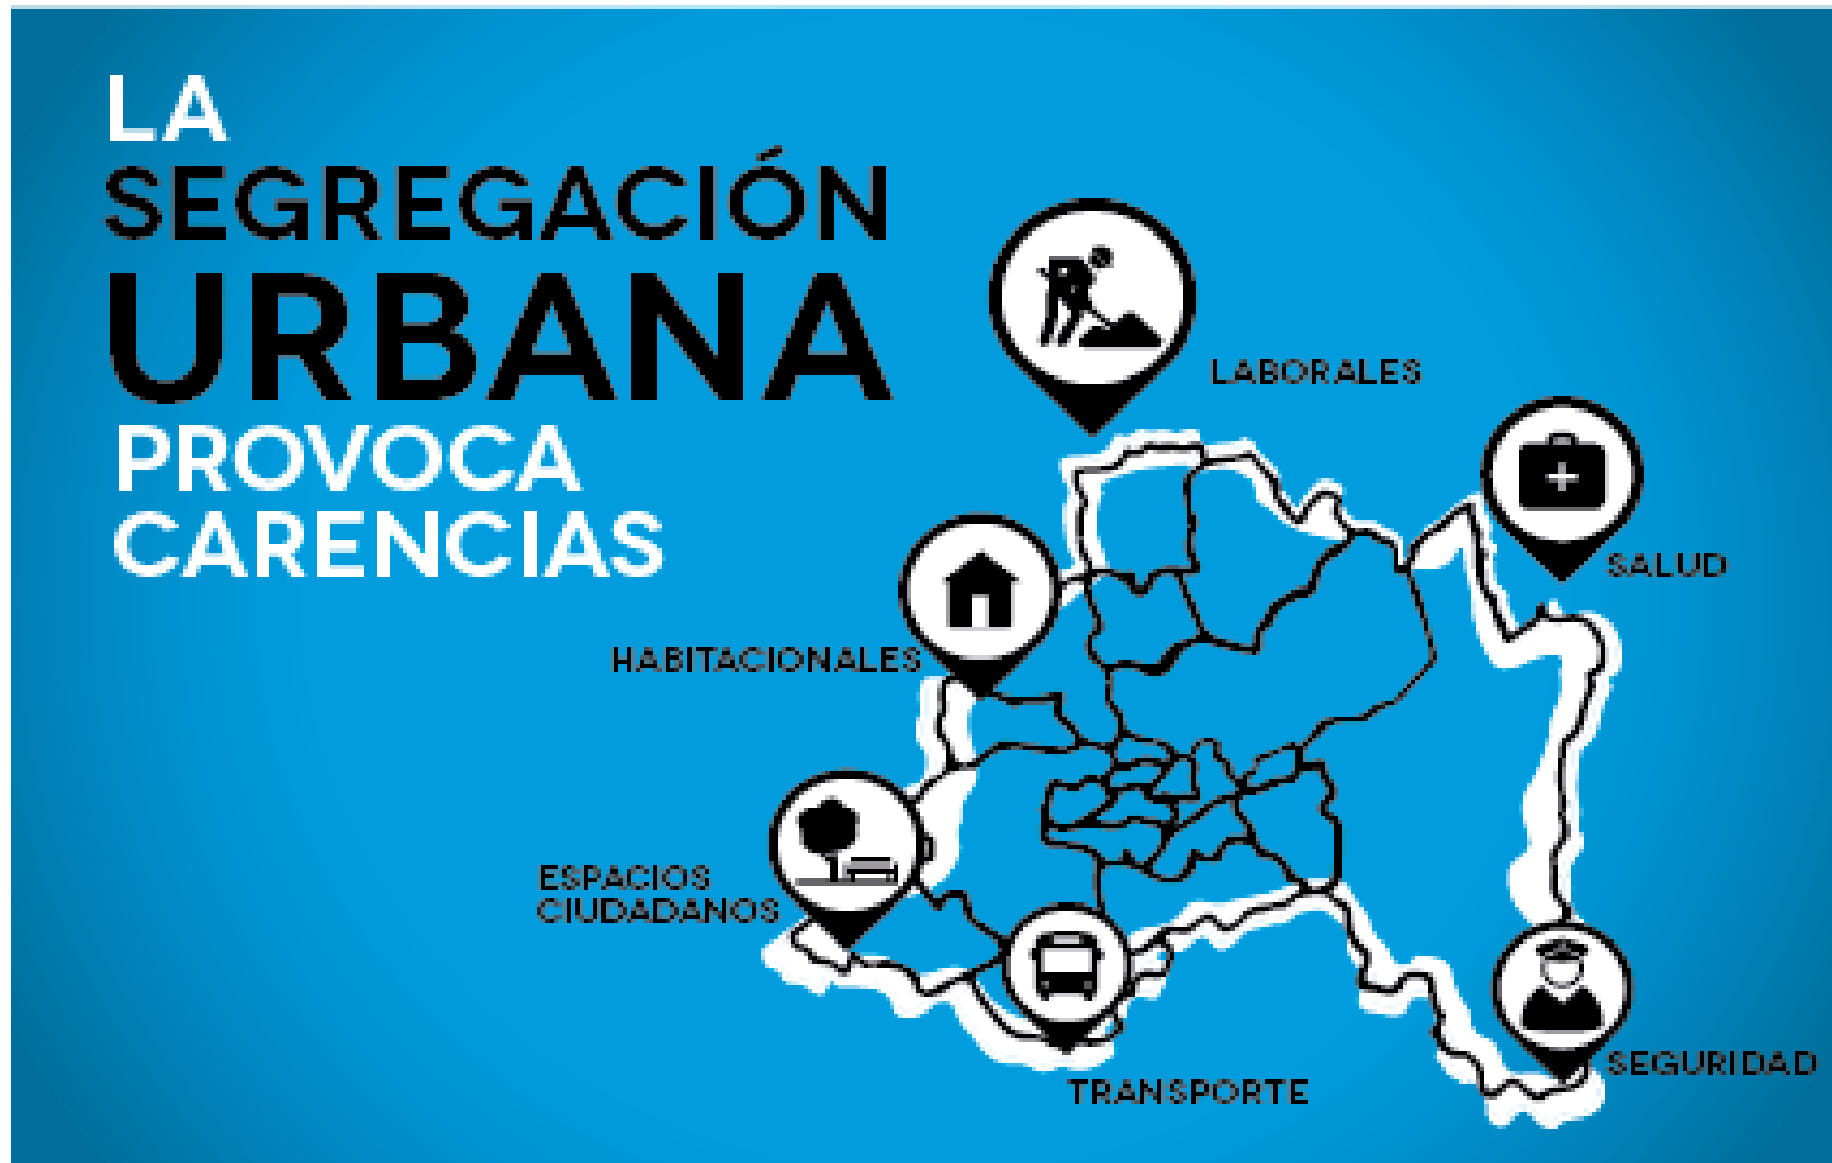 LA
SEGREGACIÓN
URBANA
PROVOCA
CARENCIAS
LABORALES
SALUD
HABITACIONALES
ESPACIOS
CIUDADANOS
TRANSPORTE
SEGURIDAD